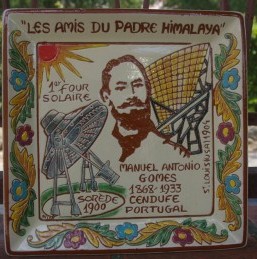 "LES AMIS DU PADRE HIMALAYA"
1er FOUR
SOLAIRE
St LOUIS(USA)1904
MANUEL ANTONIO
GOMES
1868-1933
CENDUFE
PORTUGAL
SORÈDE
1900